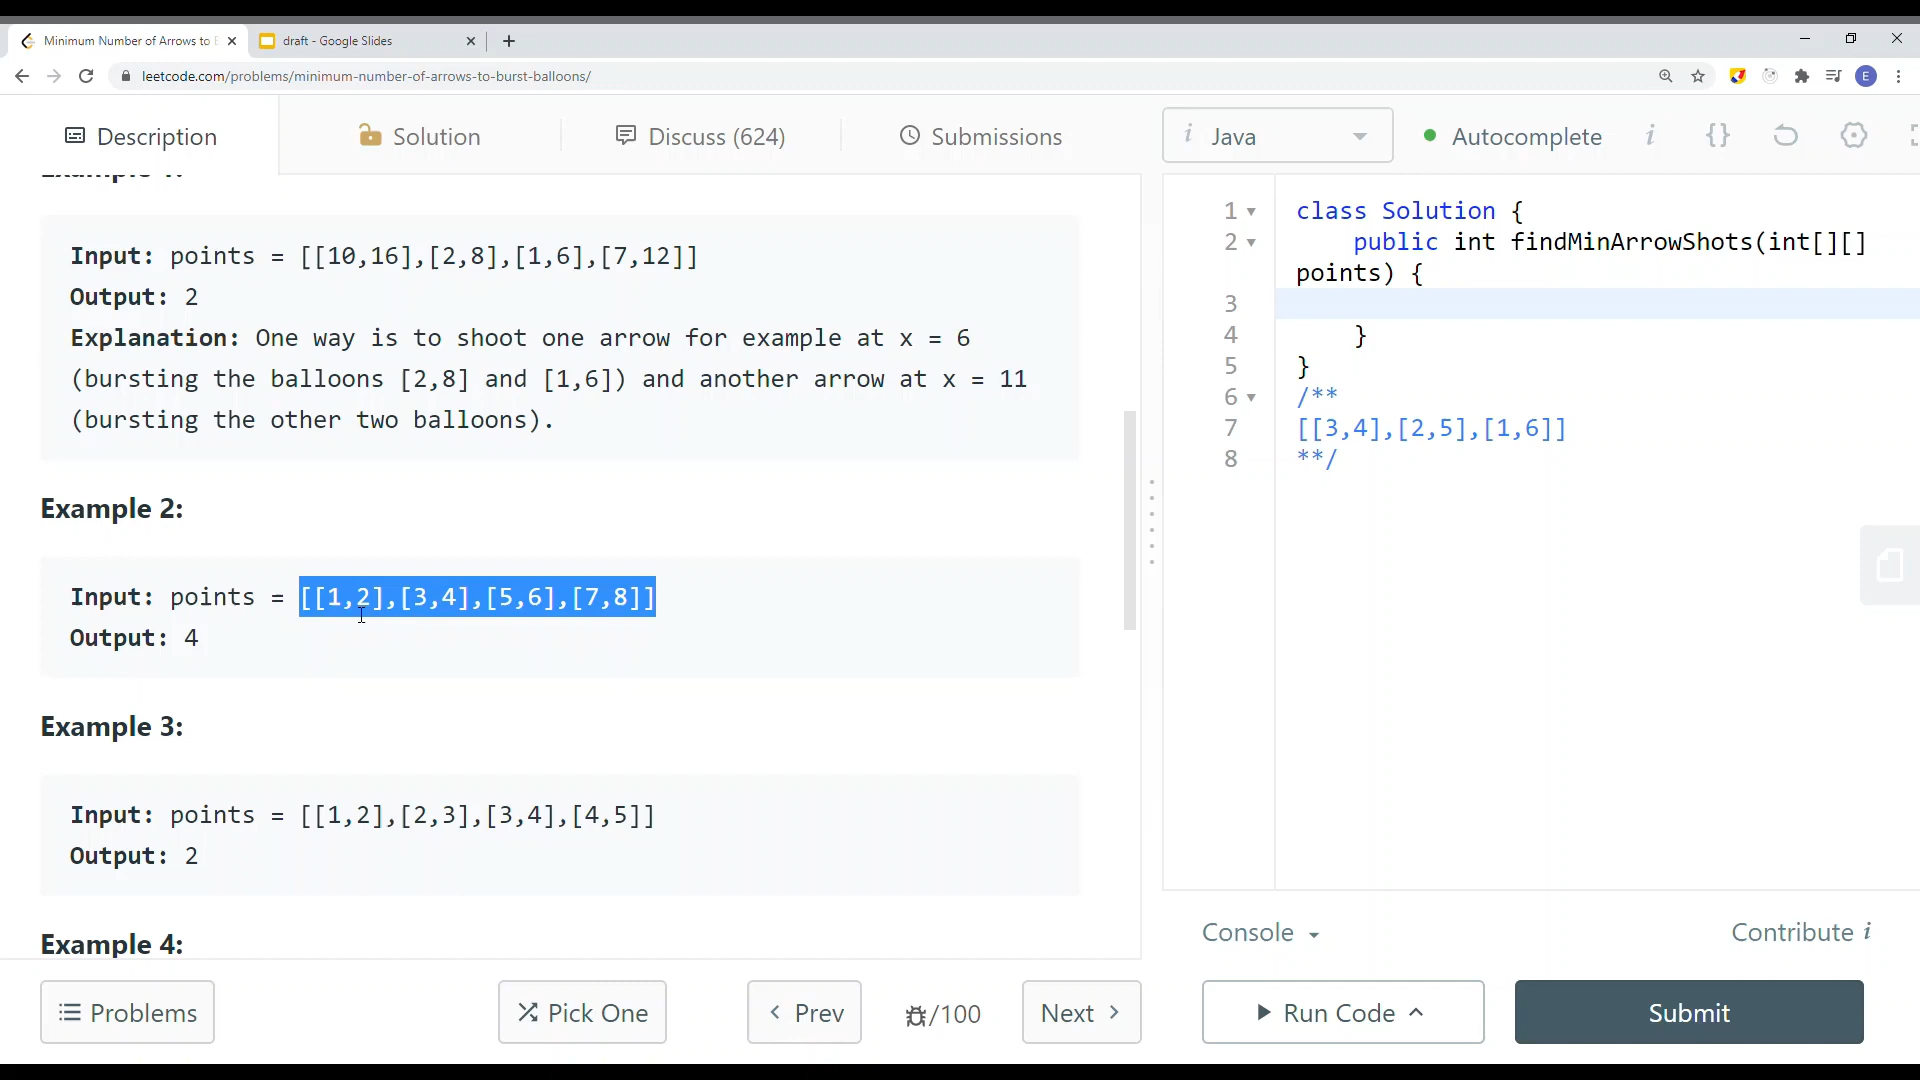 Minimum Number of Arrows to B
draft - Google Slides
leetcode.com/problems/minimum-number-of-arrows-to-burst-balloons/
E
Description
Solution
Discuss (624)
Submissions
i Java
Autocomplete
i
{}
Example 1:
Input: points = [[10,16],[2,8],[1,6],[7,12]]
Output: 2
Explanation: One way is to shoot one arrow for example at x = 6
(bursting the balloons [2,8] and [1,6]) and another arrow at x = 11
(bursting the other two balloons).
Example 2:
Input: points = [[1,2],[3,4],[5,6],[7,8]]
Output: 4
Example 3:
Input: points = [[1,2],[2,3],[3,4],[4,5]]
Output: 2
Example 4:
1 class Solution {
2 public int findMinArrowShots(int[][]
points) {
3
4 }
5 }
6 /**
7 [[3,4],[2,5],[1,6]]
8 **/
Console
Contribute i
Problems
Pick One
Prev
/100
Next
Run Code
Submit